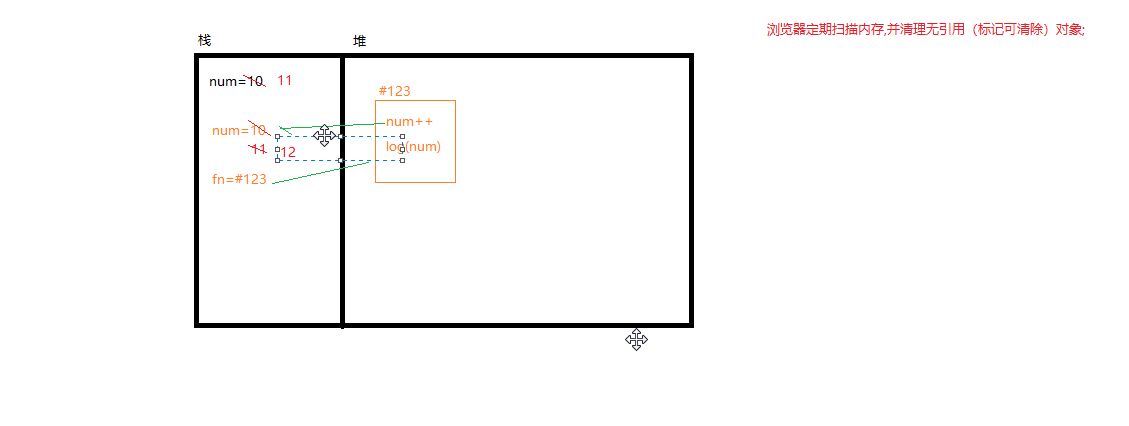 浏览器定期扫描内存,并清理无引用（标记可清除）对象;
栈
堆
num=10 11
#123
num++
num=10
log(num)
11 12
fn=#123